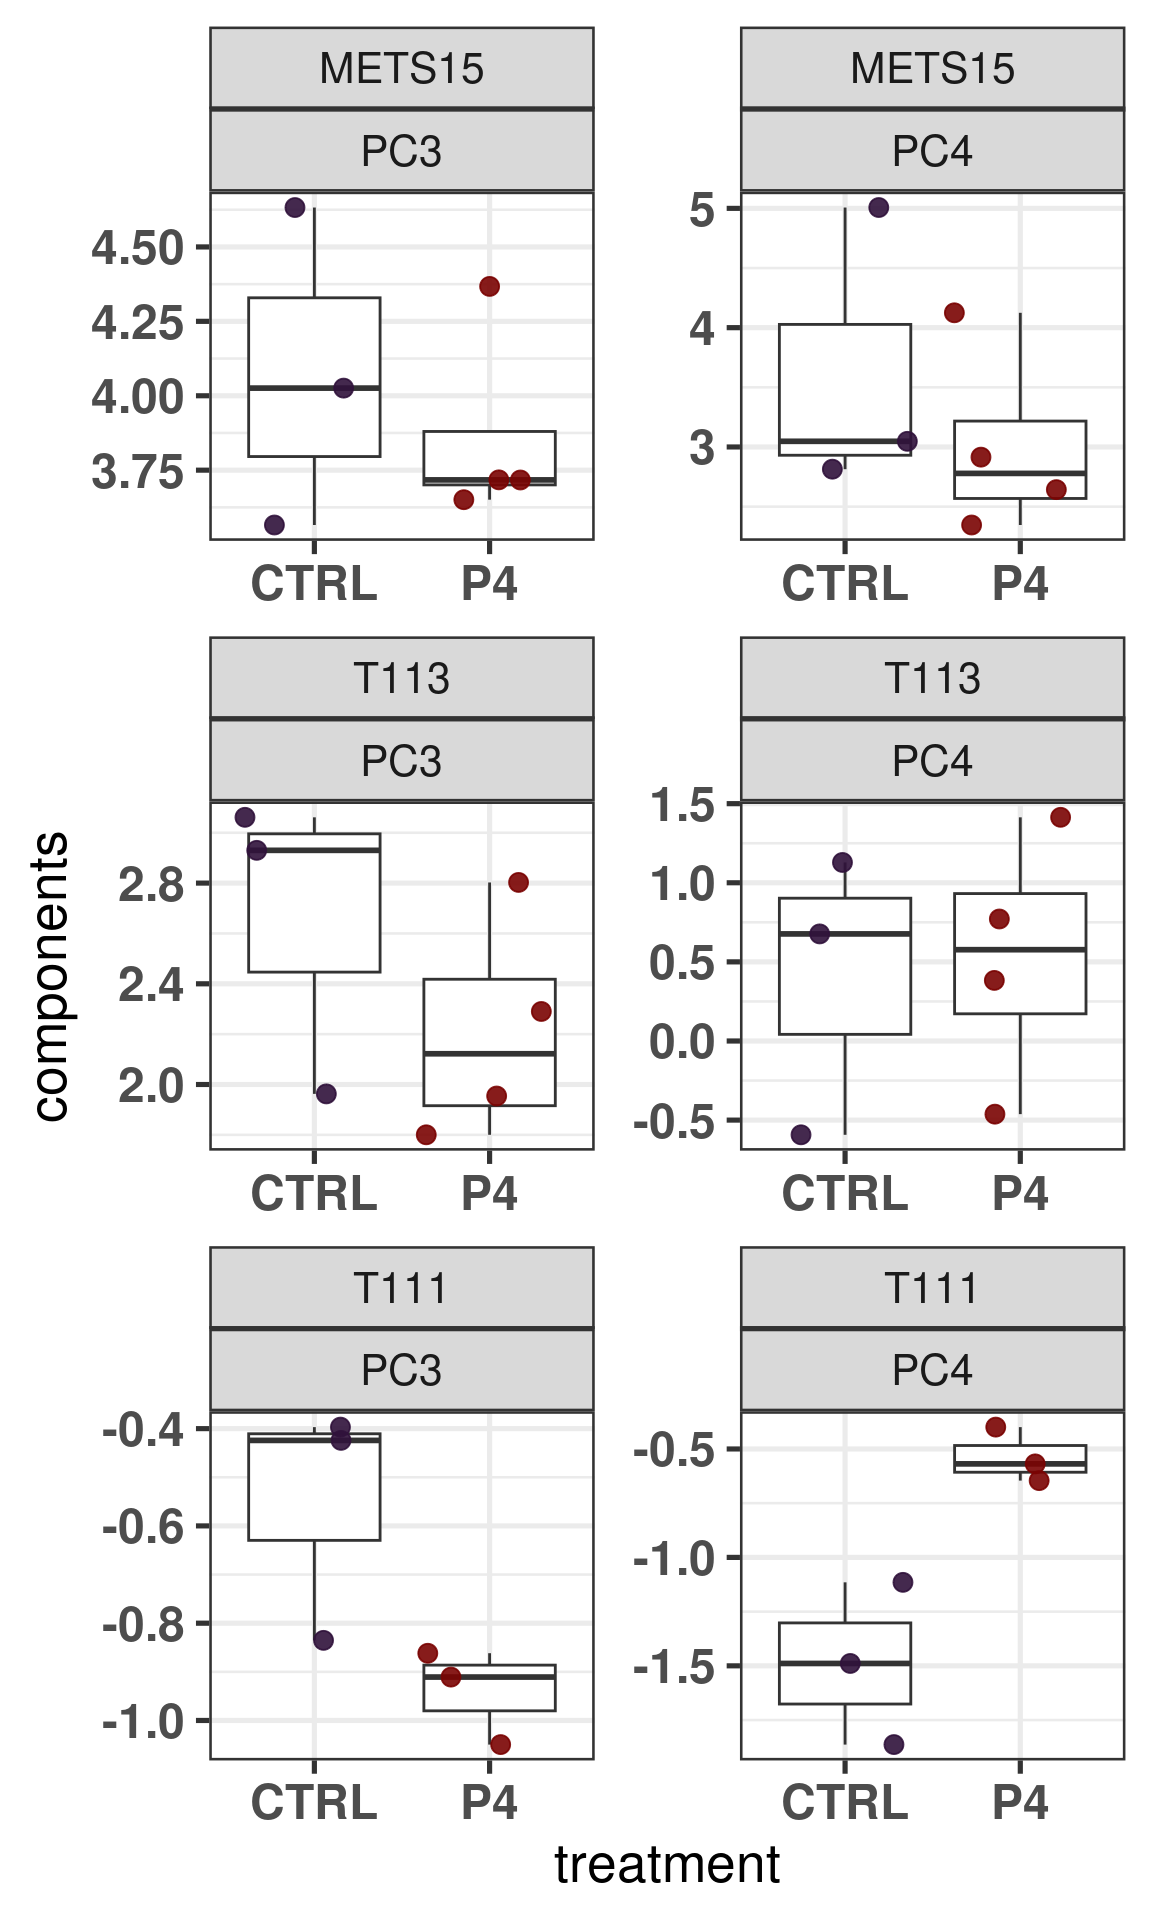 METS15
METS15
PC3
PC4
4.50
4.25
4.00
3.75
5
4
3
CTRL
P4
CTRL
P4
T113
T113
PC3
PC4
2.8
2.4
2.0
1.5
1.0
0.5
0.0
-0.5
CTRL
P4
CTRL
P4
T111
T111
PC3
PC4
-0.4
-0.6
-0.8
-1.0
-0.5
-1.0
-1.5
CTRL
P4
CTRL
P4
components
treatment